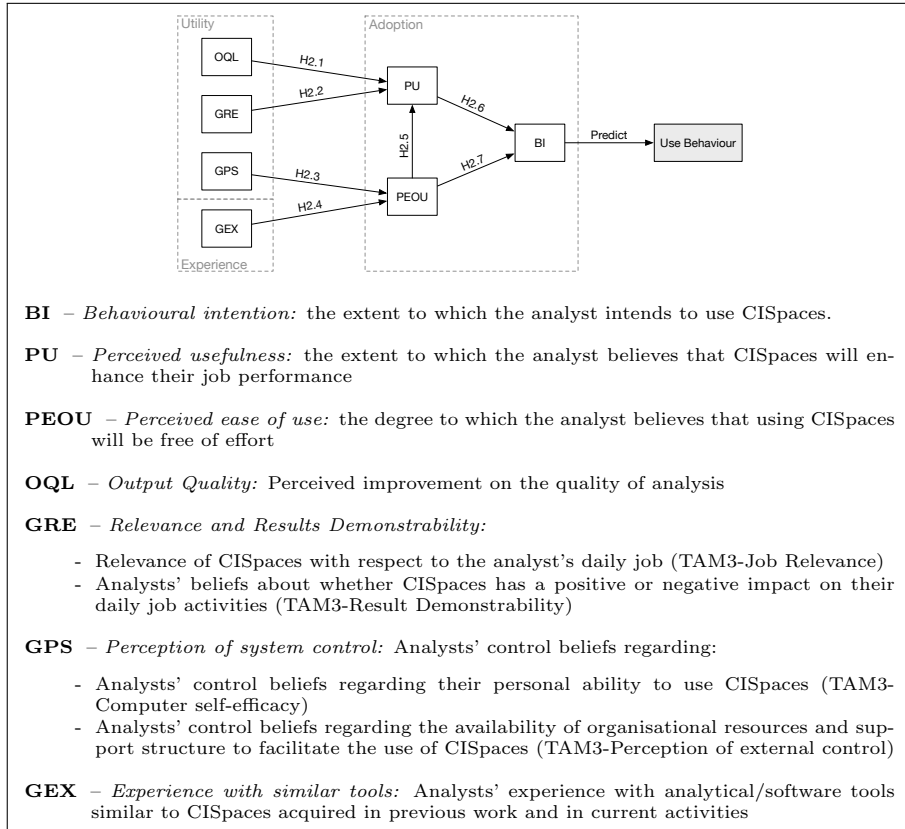 Utility
Adoption
OQL
H2.1
PU
H2.6
GRE
H2.2
H2.5
BI
Predict
Use Behaviour
GPS
H2.3
H2.7
PEOU
GEX
H2.4
Experience
BI – Behavioural intention: the extent to which the analyst intends to use CISpaces.
PU – Perceived usefulness: the extent to which the analyst believes that CISpaces will en-
hance their job performance
PEOU – Perceived ease of use: the degree to which the analyst believes that using CISpaces
will be free of effort
OQL – Output Quality: Perceived improvement on the quality of analysis
GRE – Relevance and Results Demonstrability:
- Relevance of CISpaces with respect to the analyst's daily job (TAM3-Job Relevance)
- Analysts' beliefs about whether CISpaces has a positive or negative impact on their
daily job activities (TAM3-Result Demonstrability)
GPS – Perception of system control: Analysts' control beliefs regarding:
- Analysts' control beliefs regarding their personal ability to use CISpaces (TAM3-
Computer self-efficacy)
- Analysts' control beliefs regarding the availability of organisational resources and sup-
port structure to facilitate the use of CISpaces (TAM3-Perception of external control)
GEX – Experience with similar tools: Analysts' experience with analytical/software tools
similar to CISpaces acquired in previous work and in current activities